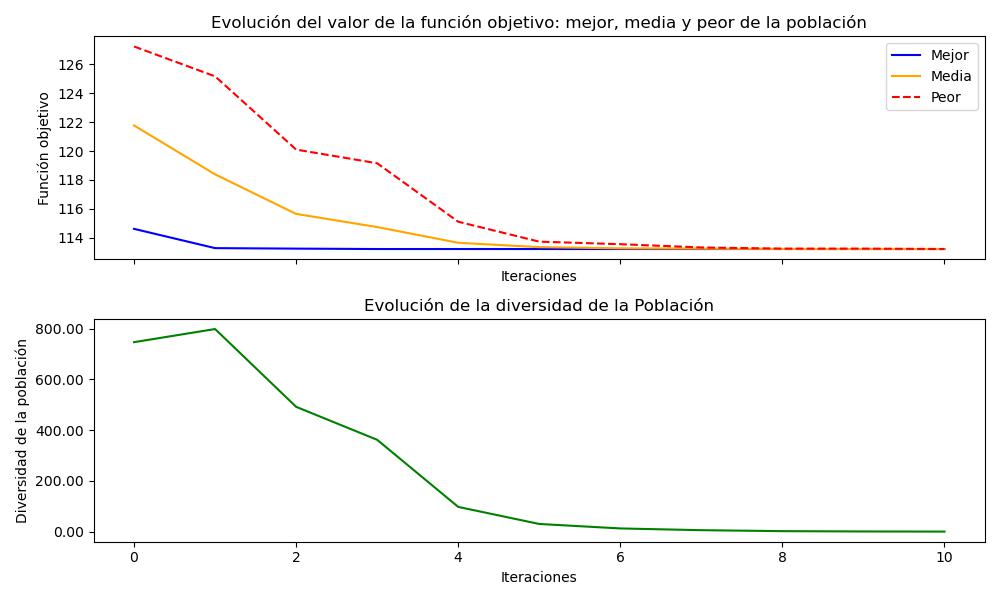 Evolución del valor de la función objetivo: mejor, media y peor de la población
Función objetivo
126
124
122
120
118
116
114
Mejor
Media
Peor
Iteraciones
Evolución de la diversidad de la Población
Diversidad de la población
800.00
600.00
400.00
200.00
0.00
0 2 4 6 8 10
Iteraciones